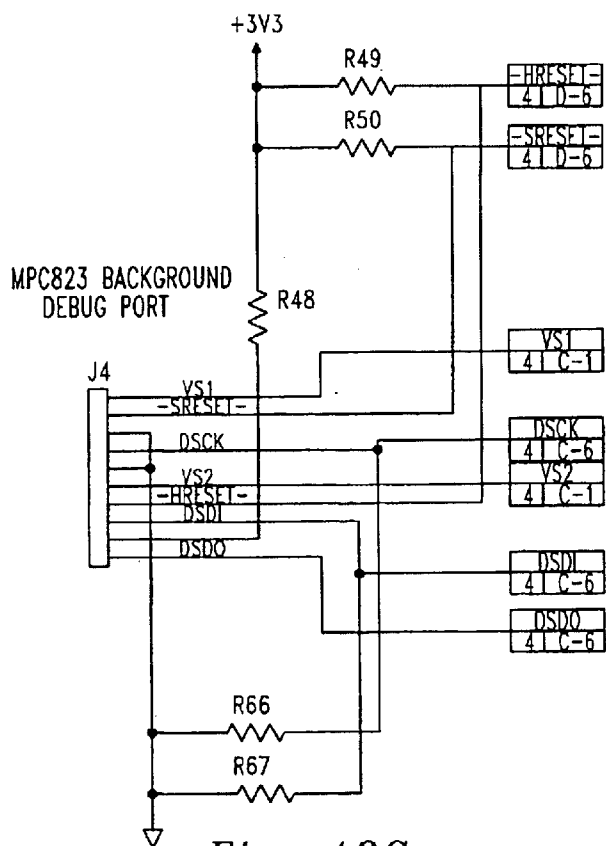 +3V3
R49
-HRESET-
4 D-6
R50
-SRESET-
4 D-6
MPC823 BACKGROUND
DEBUG PORT
R48
J4
VS1
4 C-1
VS1
-SRESET-
DSCK
4 C-6
DSCK
VS2
4 C-1
VS2
-HRESET-
DSDI
DSDO
DSDI
4 C-6
DSDO
4 C-6
R66
R67